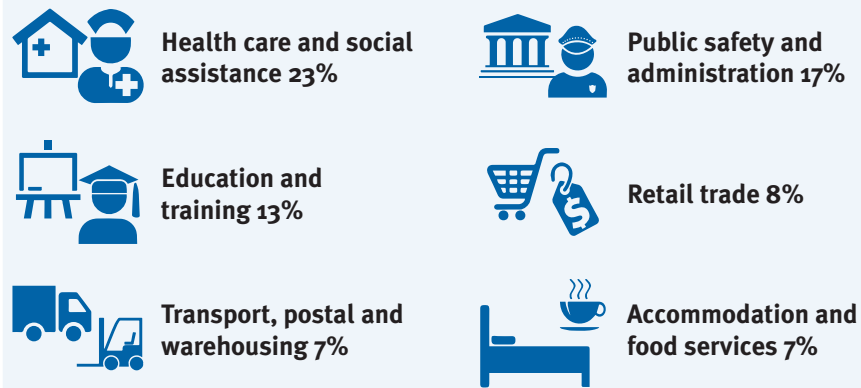 Health care and social
assistance 23%
Public safety and
administration 17%
Education and
training 13%
Retail trade 8%
$
Transport, postal and
warehousing 7%
Accommodation and
food services 7%